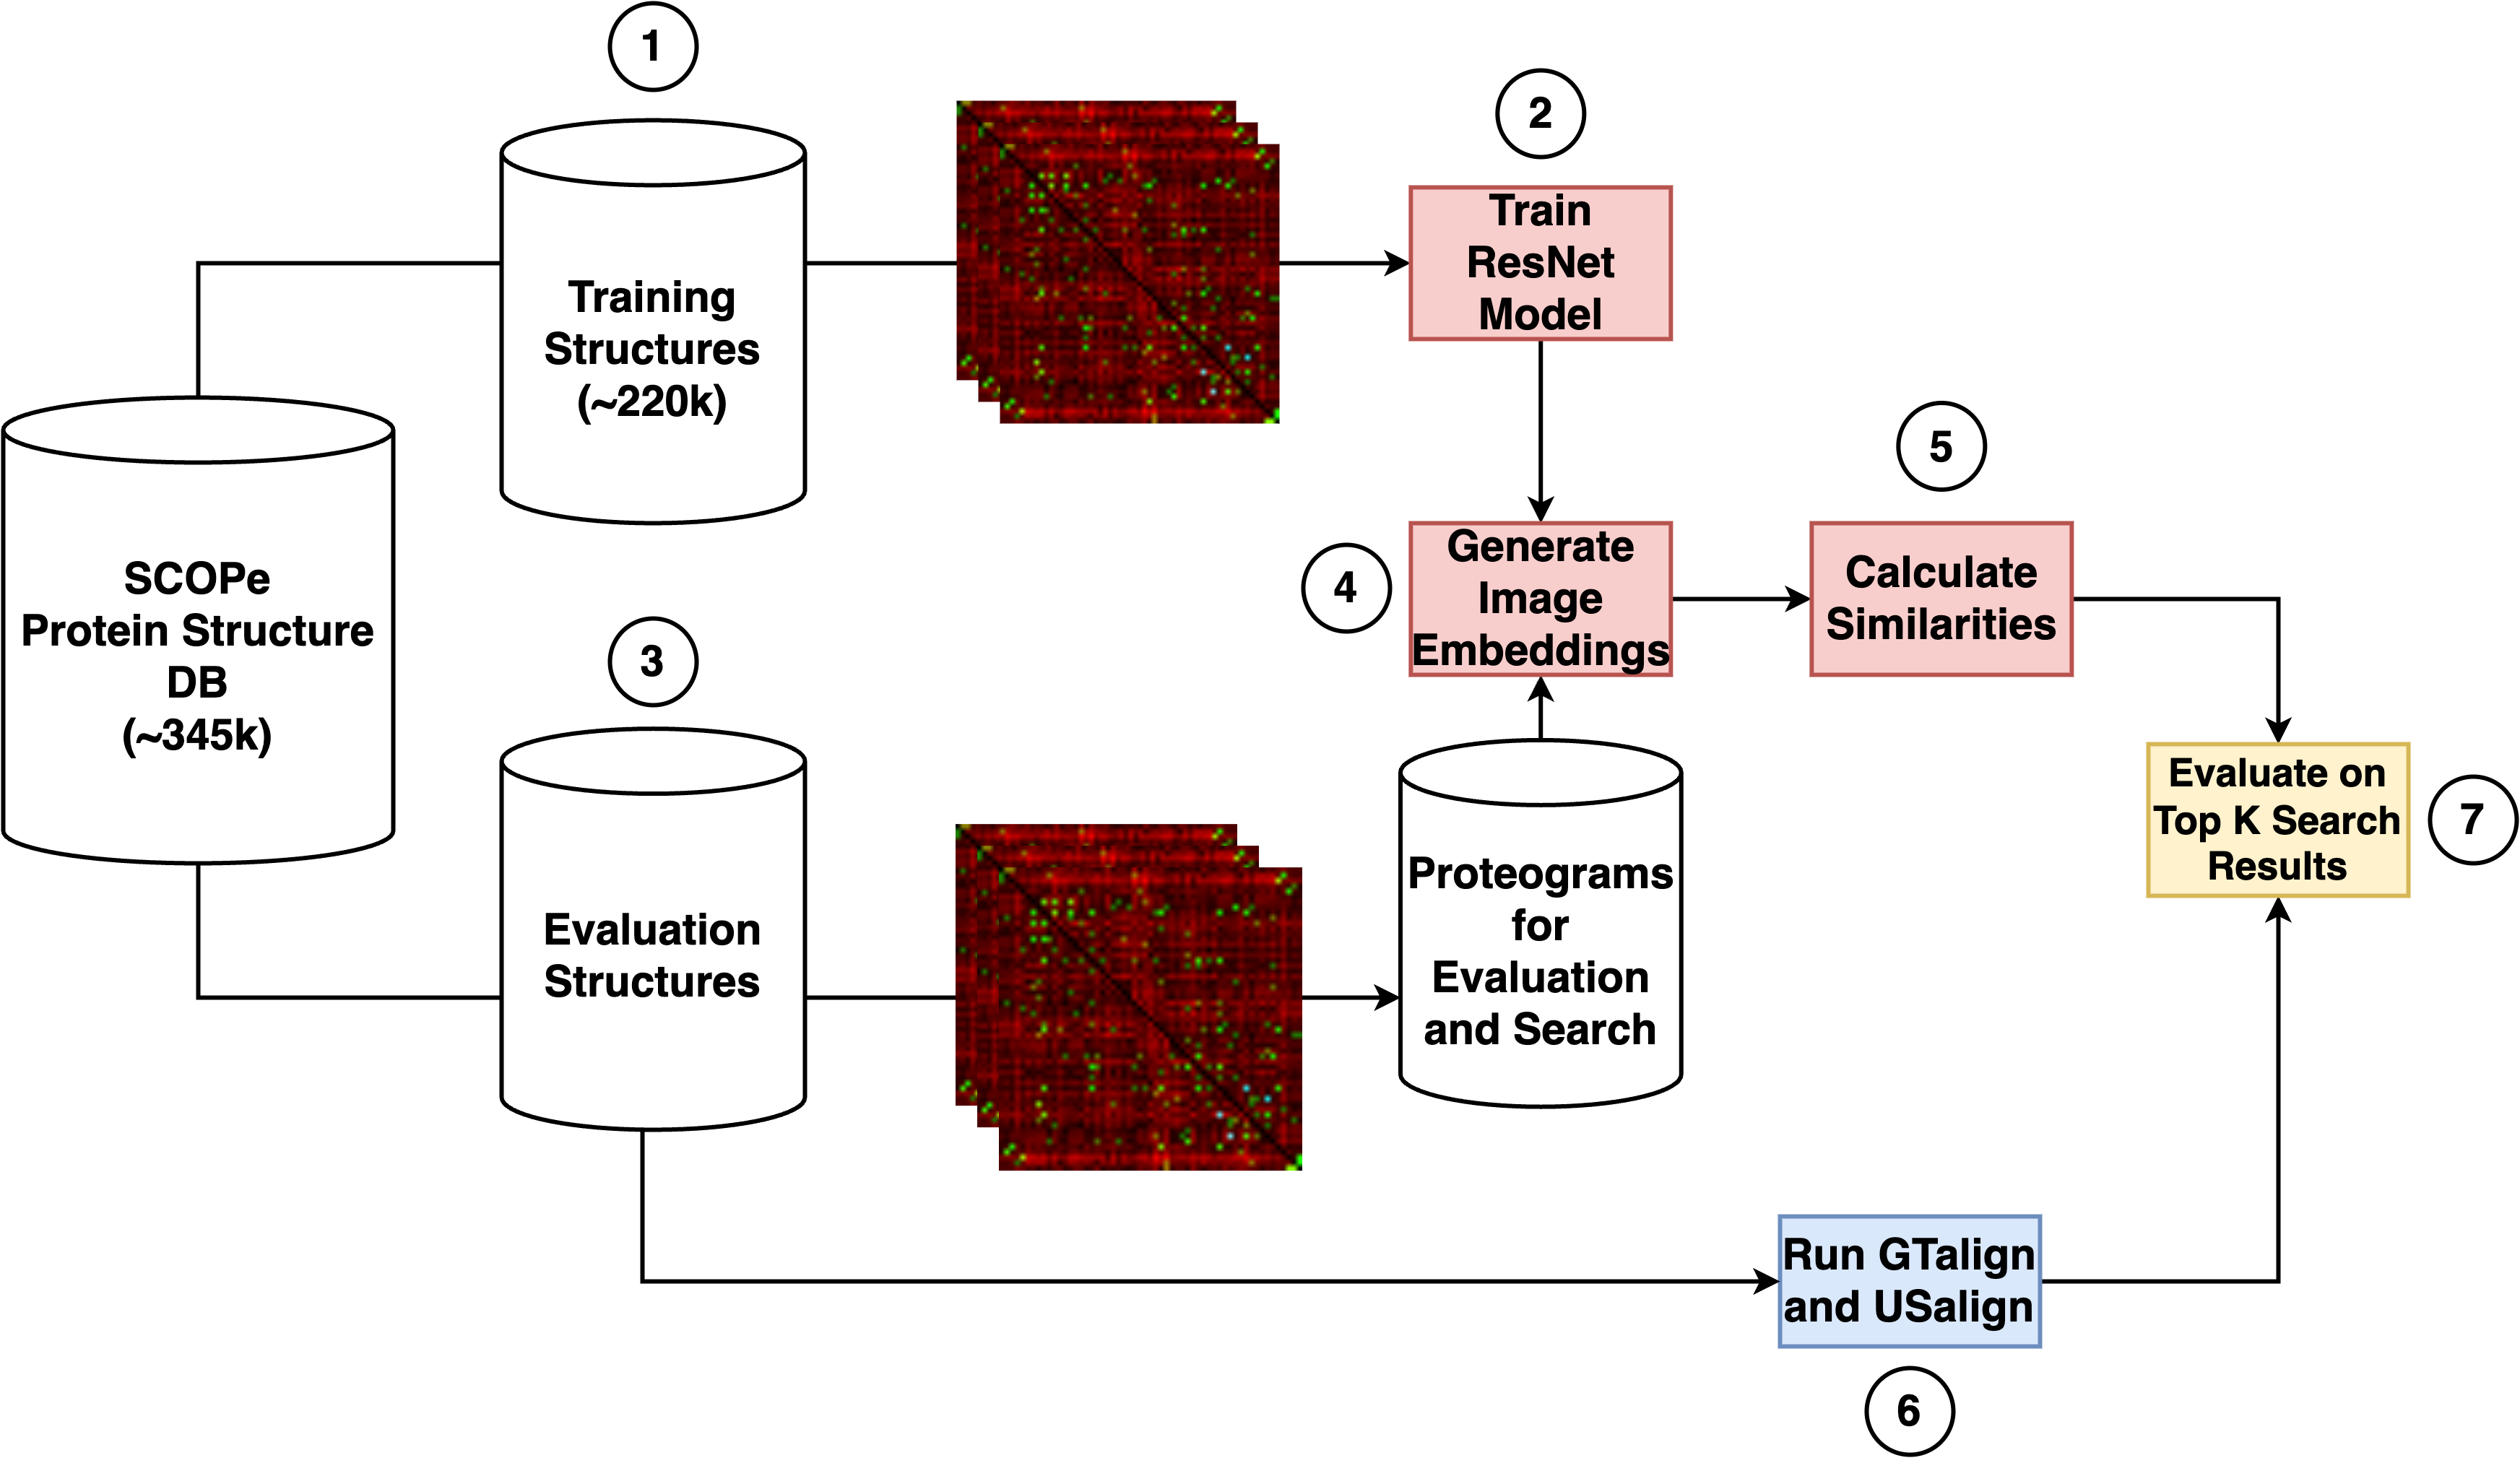 1
Training
Structures
(~220k)
2
Train
ResNet
Model
SCOPe
Protein Structure
DB
(~345k)
3
Evaluation
Structures
4
Generate
Image
Embeddings
5
Calculate
Similarities
Proteograms
for
Evaluation
and Search
Run GTalign
and USalign
6
Evaluate on
Top K Search
Results
7